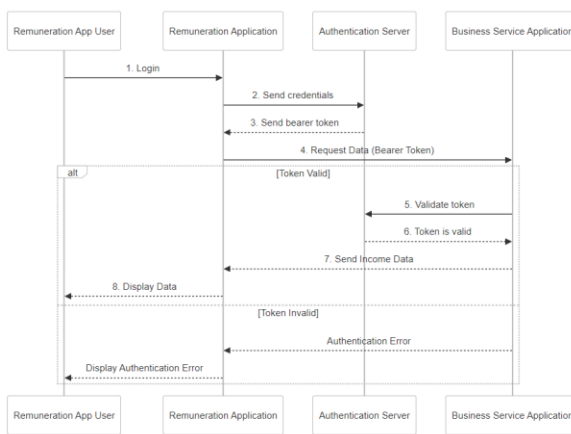 Remuneration App User Remuneration Application Authentication Server Business Service Application
1. Login
2. Send credentials
3. Send bearer token
4. Request Data (Bearer Token)
alt [Token Valid]
5. Validate token
6. Token is valid
7. Send Income Data
8. Display Data
[Token Invalid]
Authentication Error
Display Authentication Error
Remuneration App User Remuneration Application Authentication Server Business Service Application